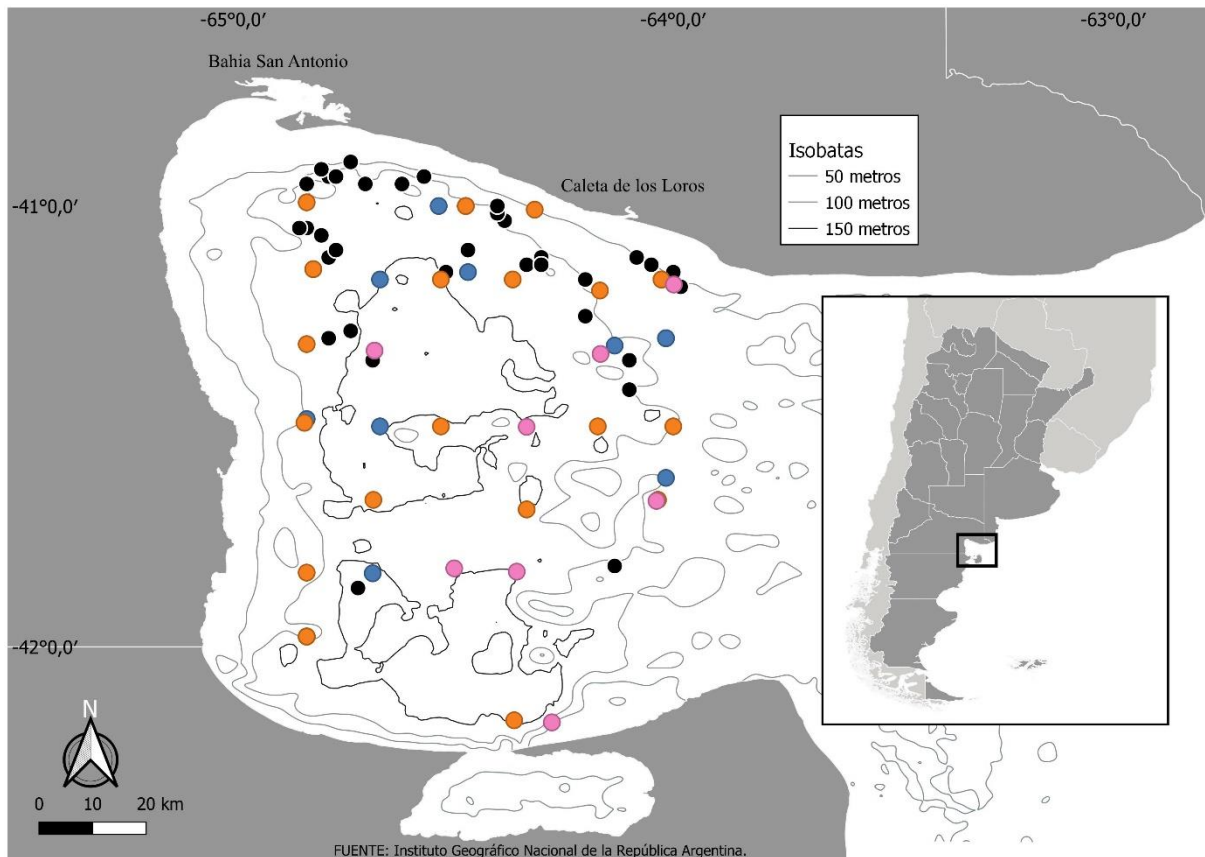 -65°0,0'
-64°0,0'
-63°0,0'
Bahia San Antonio
Isobatas
50 metros
100 metros
150 metros
Caleta de los Loros
-41°0,0'
-42°0,0'
N
0 10 20 km
FUENTE: Instituto Geográfico Nacional de la República Argentina.